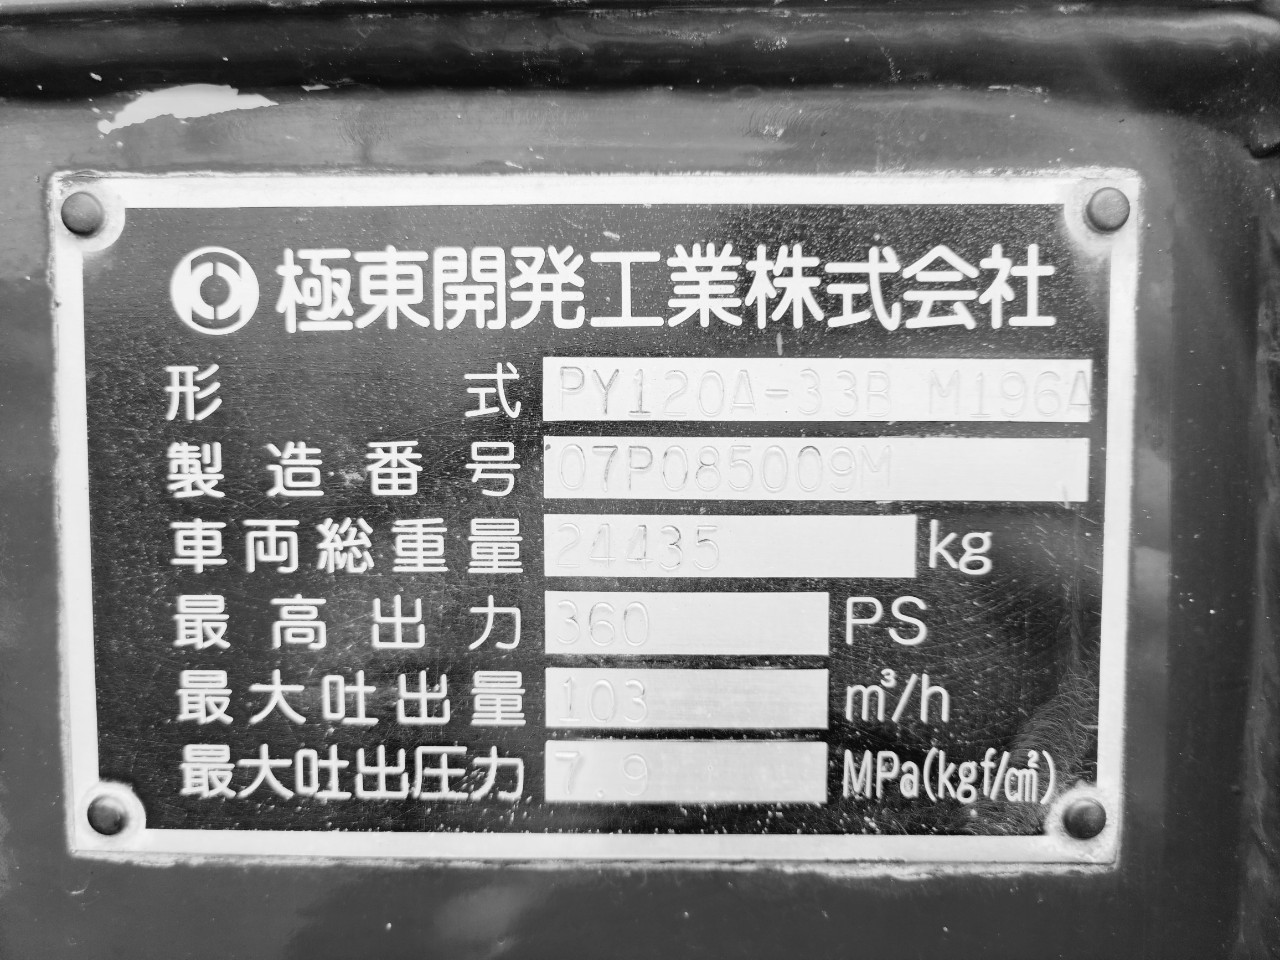 極東開発工業株式会社
形式 PY120A-33B M196A
製造番号 07P085009M
車両総重量 24435 kg
最高出力 360 PS
最大吐出量 103 m³/h
最大吐出圧力 7.9 MPa(kgf/c㎡)